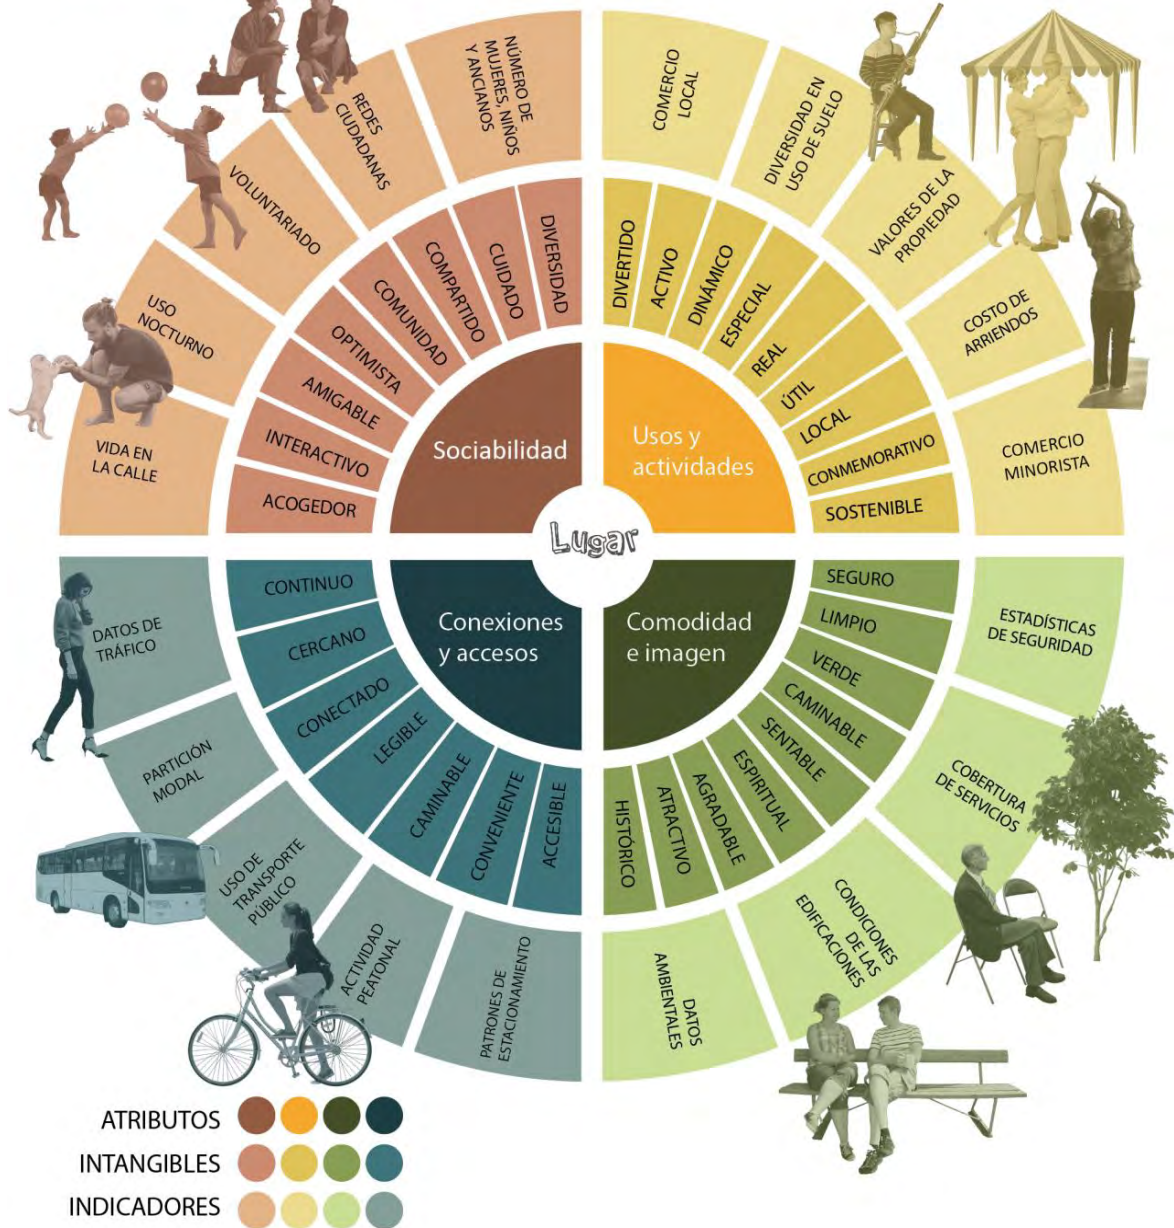 NÚMERO DE
MUJERES, NIÑOS
Y ANCIANOS
REDES
CIUDADANAS
VOLUNTARIADO
USO
NOCTURNO
VIDA EN
LA CALLE
DIVERSIDAD
CUIDADO
COMPARTIDO
COMUNIDAD
OPTIMISTA
AMIGABLE
INTERACTIVO
ACOGEDOR
Sociabilidad
COMERCIO
LOCAL
DIVERSIDAD EN
USO DE SUELO
VALORES DE LA
PROPIEDAD
COSTO DE
ARRIENDOS
COMERCIO
MINORISTA
DIVERTIDO
ACTIVO
DINÁMICO
ESPECIAL
REAL
ÚTIL
LOCAL
CONMEMORATIVO
SOSTENIBLE
Usos y
actividades
Lugar
Conexiones
y accesos
CONTINUO
CERCANO
CONECTADO
LEGIBLE
CAMINABLE
CONVENIENTE
ACCESIBLE
DATOS DE
TRÁFICO
PARTICIÓN
MODAL
USO DE
TRANSPORTE
PÚBLICO
ACTIVIDAD
PEATONAL
PATRONES DE
ESTACIONAMIENTO
Comodidad
e imagen
SEGURO
LIMPIO
VERDE
CAMINABLE
SENTABLE
ESPIRITUAL
AGRADABLE
ATRACTIVO
HISTÓRICO
ESTADÍSTICAS
DE SEGURIDAD
COBERTURA
DE SERVICIOS
CONDICIONES
DE LAS
EDIFICACIONES
DATOS
AMBIENTALES
ATRIBUTOS
INTANGIBLES
INDICADORES